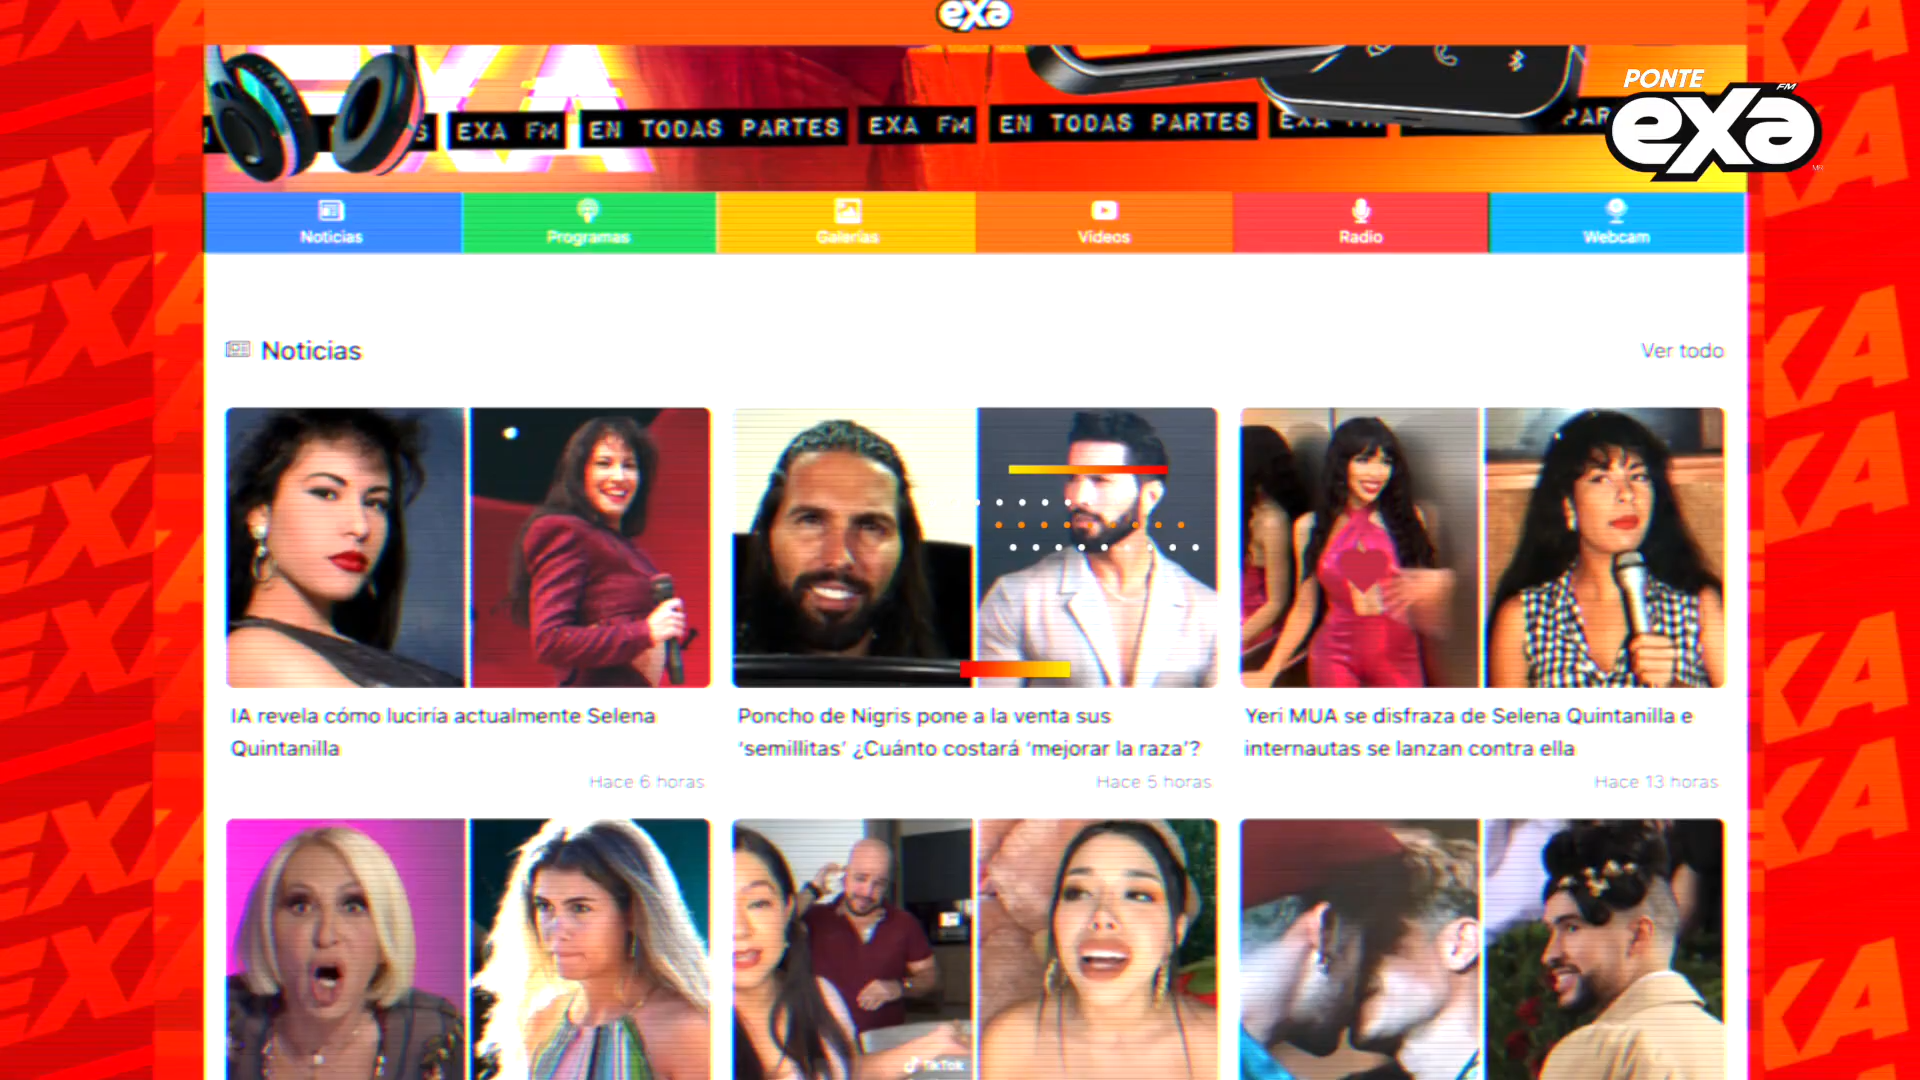 exa
PONTE
exa
FM
EXA FM
EN TODAS PARTES
EXA FM
EN TODAS PARTES
Noticias
Programas
Galerías
Videos
Radio
Webcam
Noticias
Ver todo
IA revela cómo luciría actualmente Selena
Quintanilla
Hace 6 horas
Poncho de Nigris pone a la venta sus
‘semillitas’ ¿Cuánto costará ‘mejorar la raza’?
Hace 5 horas
Yeri MUA se disfraza de Selena Quintanilla e
internautas se lanzan contra ella
Hace 13 horas
TikTok